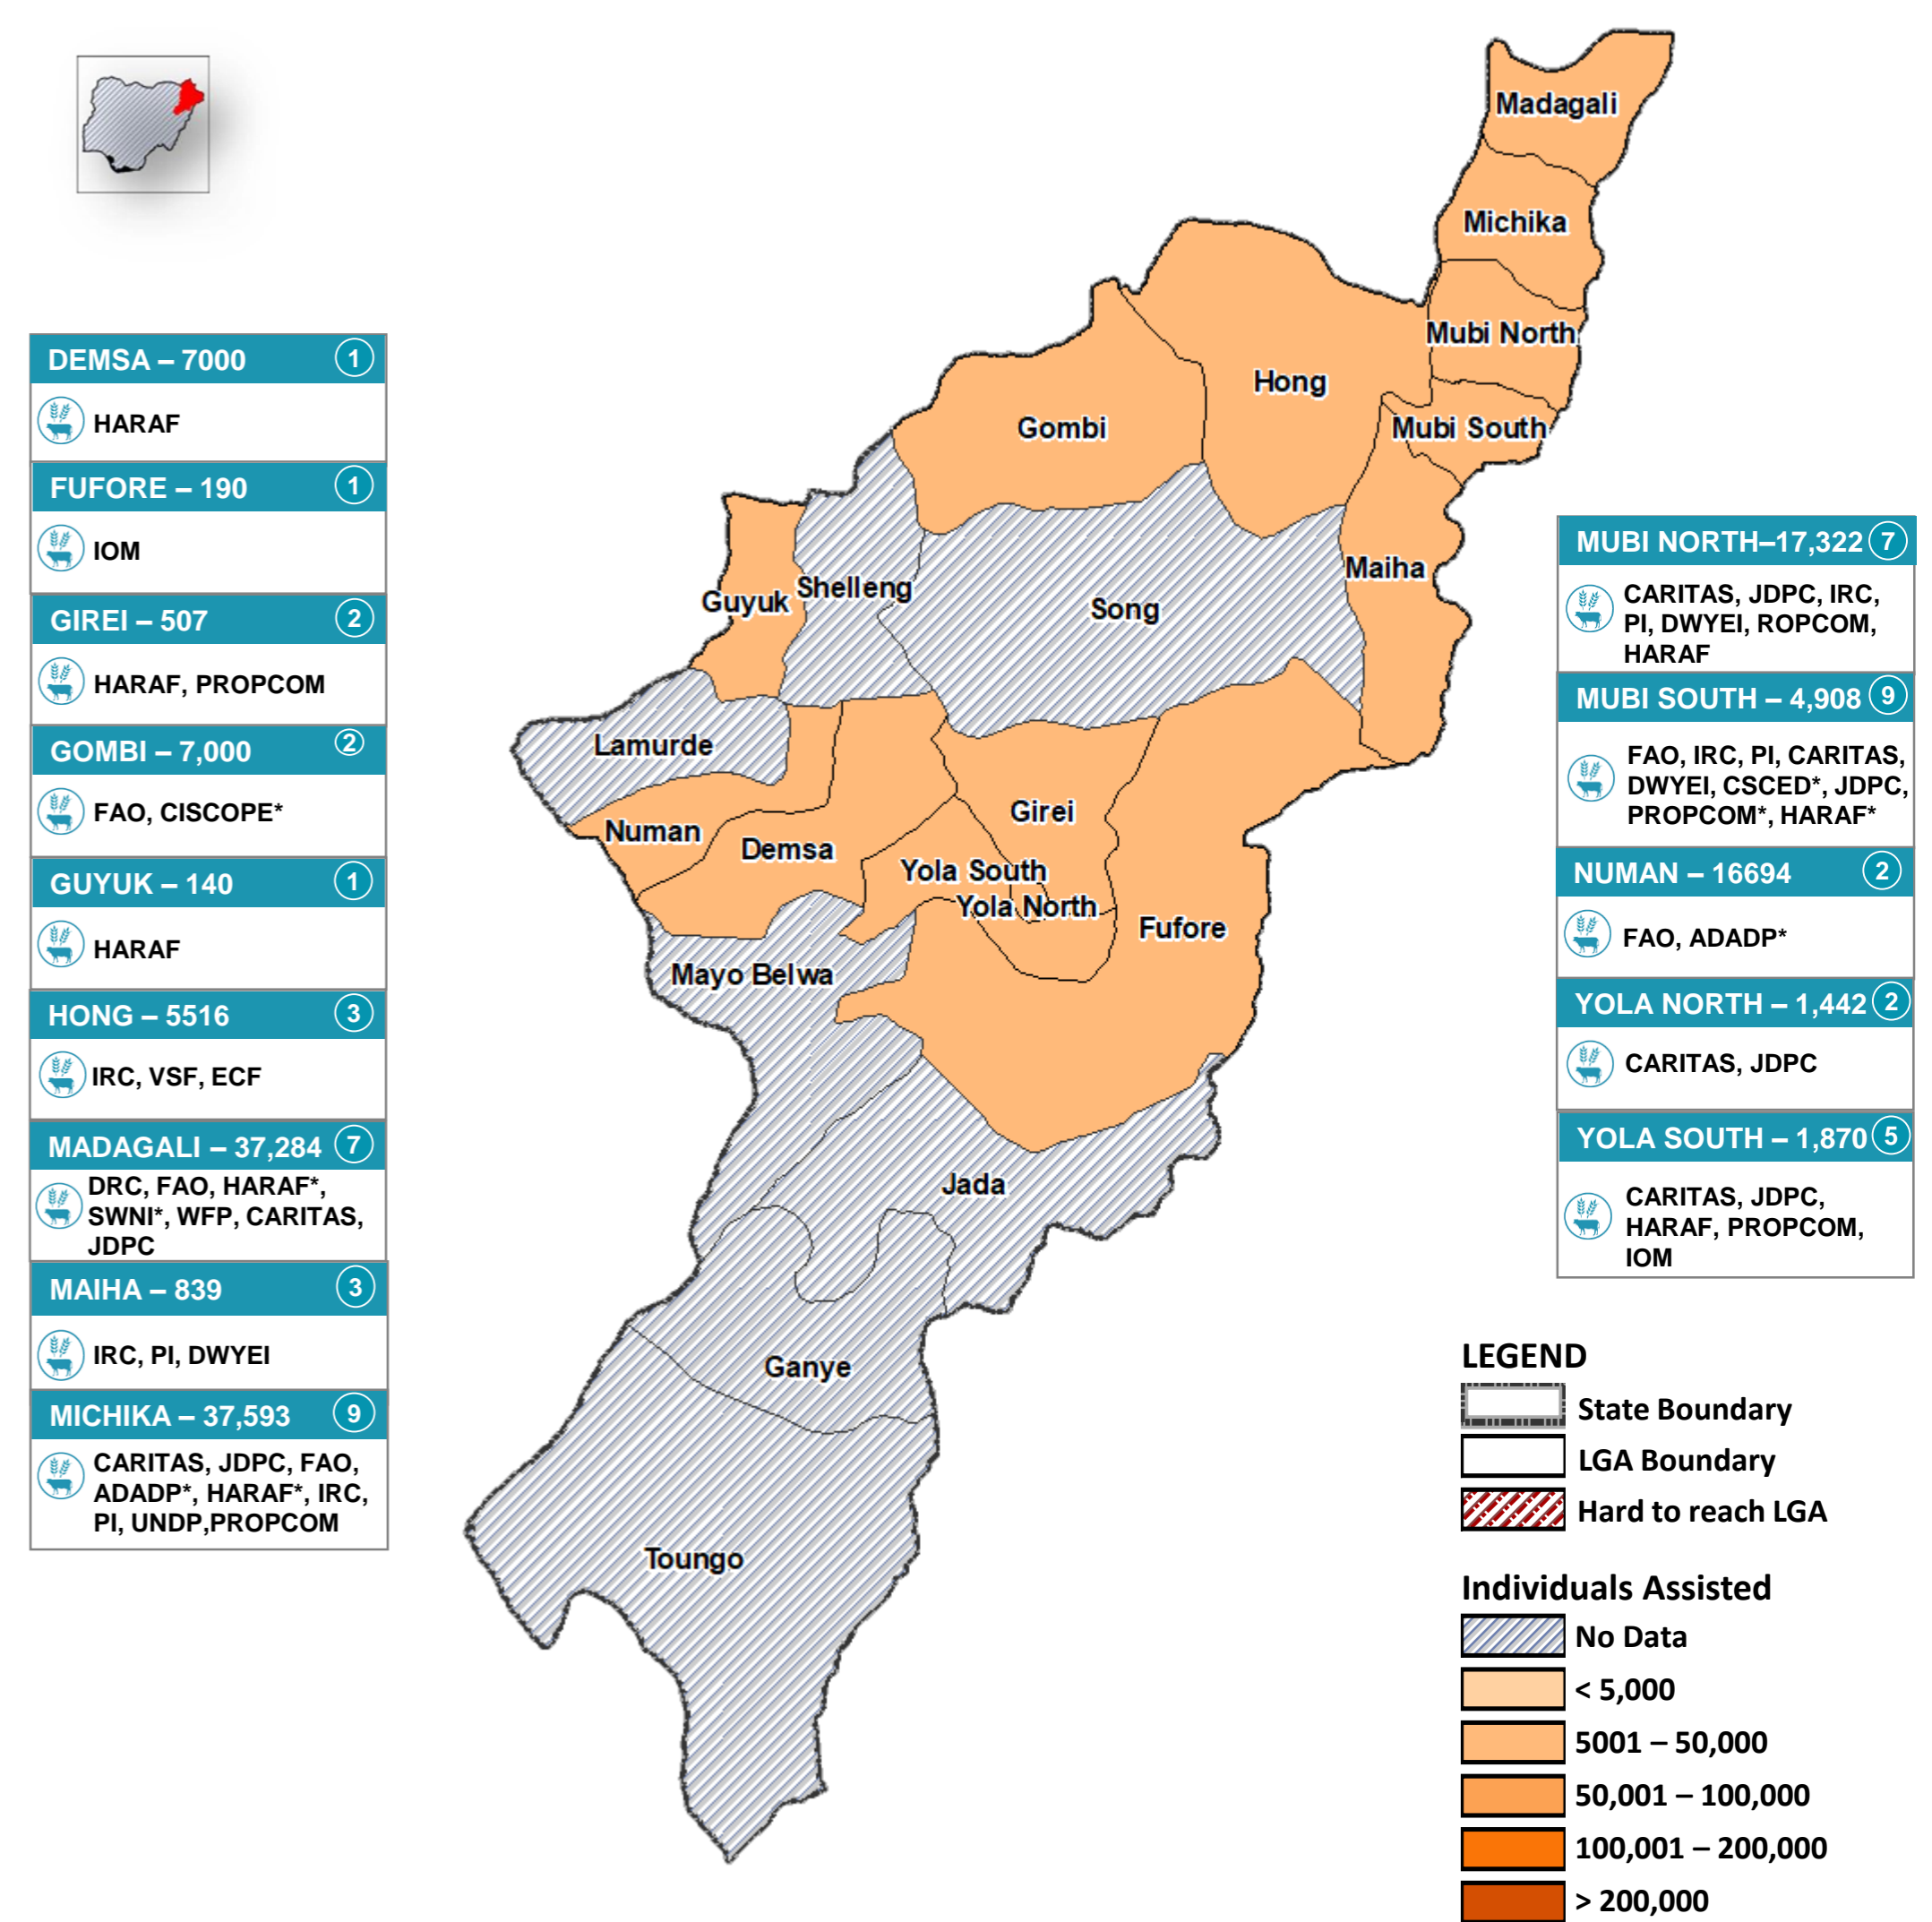 DEMSA – 7000 1
HARAF
FUFORE – 190 1
IOM
GIREI – 507 2
HARAF, PROPCOM
GOMBI – 7,000 2
FAO, CISCOPE*
GUYUK – 140 1
HARAF
HONG – 5516 3
IRC, VSF, ECF
MADAGALI – 37,284 7
DRC, FAO, HARAF*,
SWNI*, WFP, CARITAS,
JDPC
MAIHA – 839 3
IRC, PI, DWYEI
MICHIKA – 37,593 9
CARITAS, JDPC, FAO,
ADADP*, HARAF*, IRC,
PI, UNDP,PROPCOM
Madagali
Michika
Mubi North
Hong
Gombi
Mubi South
Maiha
Shelleng
Guyuk
Song
Lamurde
Girei
Numan
Demsa
Yola South
Yola North
Fufore
Mayo Belwa
Jada
Ganye
Toungo
MUBI NORTH–17,322 7
CARITAS, JDPC, IRC,
PI, DWYEI, ROPCOM,
HARAF
MUBI SOUTH – 4,908 9
FAO, IRC, PI, CARITAS,
DWYEI, CSCED*, JDPC,
PROPCOM*, HARAF*
NUMAN – 16694 2
FAO, ADADP*
YOLA NORTH – 1,442 2
CARITAS, JDPC
YOLA SOUTH – 1,870 5
CARITAS, JDPC,
HARAF, PROPCOM,
IOM
LEGEND
State Boundary
LGA Boundary
Hard to reach LGA
Individuals Assisted
No Data
< 5,000
5001 – 50,000
50,001 – 100,000
100,001 – 200,000
> 200,000